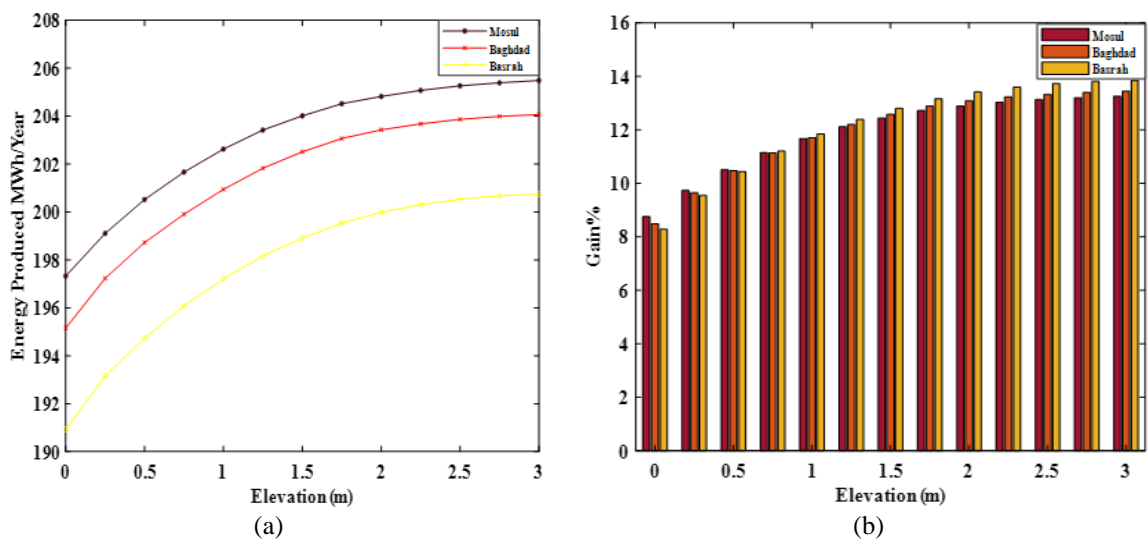 208
206
204
202
200
198
196
194
192
190
Energy Produced MWh/Year
0 0.5 1 1.5 2 2.5 3
Elevation (m)
Mosul
Baghdad
Basrah
(a)
16
14
12
10
8
6
4
2
0
Gain%
0 0.5 1 1.5 2 2.5 3
Elevation (m)
Mosul
Baghdad
Basrah
(b)